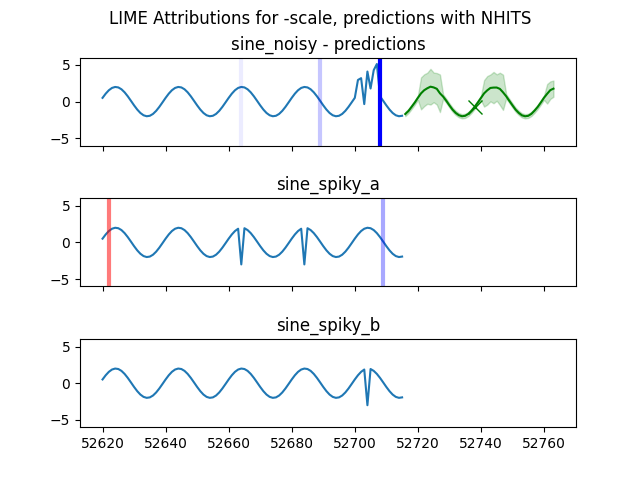 LIME Attributions for -scale, predictions with NHITS
sine_noisy - predictions
5
0
−5
sine_spiky_a
5
0
−5
sine_spiky_b
5
0
−5
52620 52640 52660 52680 52700 52720 52740 52760